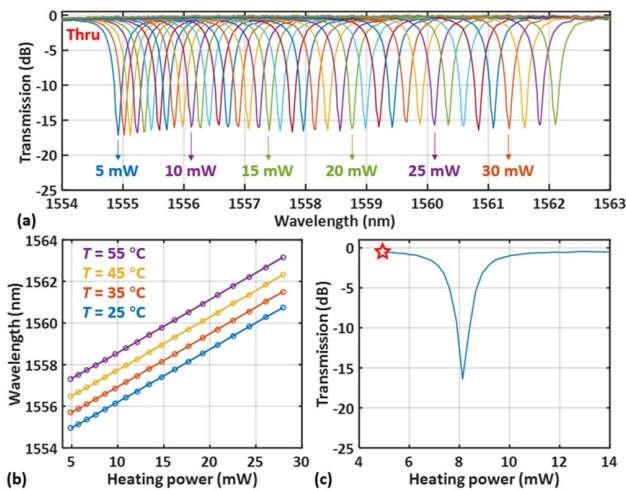 0
-5
-10
-15
-20
-25
Transmission (dB)
Thru
5 mW
10 mW
15 mW
20 mW
25 mW
30 mW
1554 1555 1556 1557 1558 1559 1560 1561 1562 1563
(a)
Wavelength (nm)
1564
1562
1560
1558
1556
1554
Wavelength (nm)
T = 55 °C
T = 45 °C
T = 35 °C
T = 25 °C
5 10 15 20 25 30
(b)
Heating power (mW)
0
-5
-10
-15
-20
-25
Transmission (dB)
4 6 8 10 12 14
(c)
Heating power (mW)